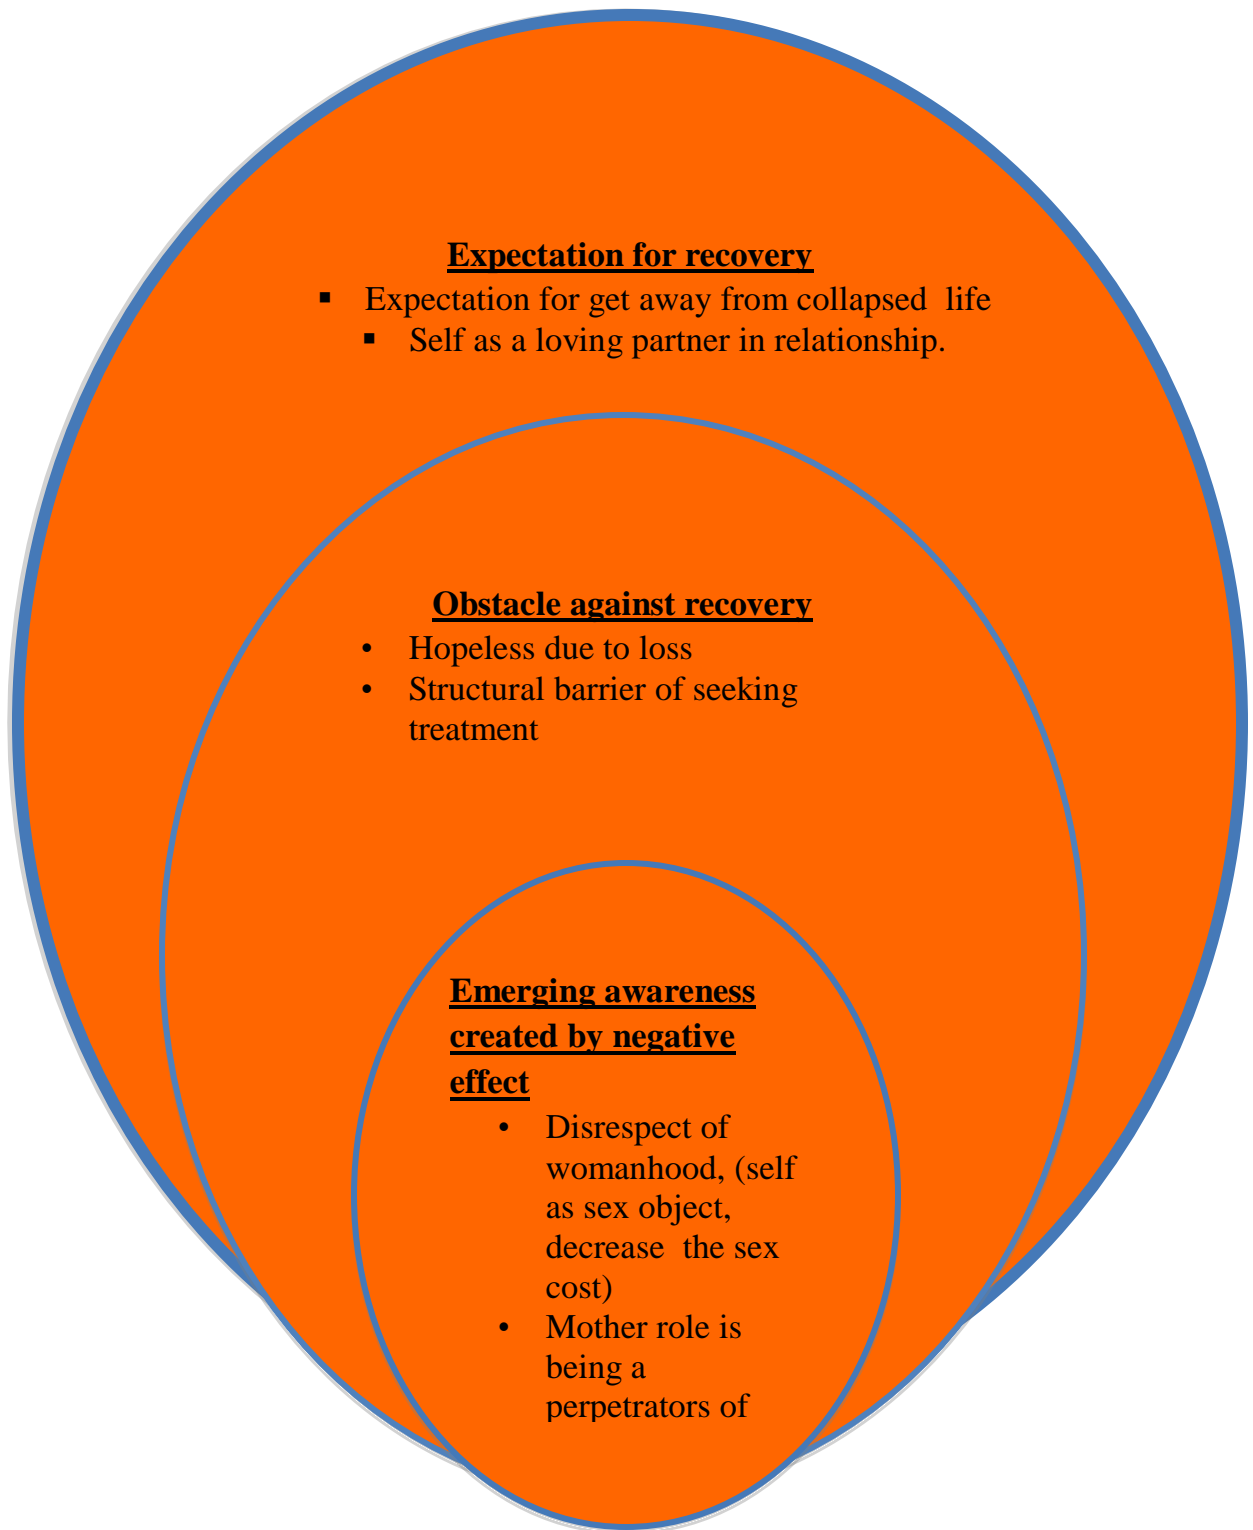 Expectation for recovery
▪ Expectation for get away from collapsed life
▪ Self as a loving partner in relationship.
Obstacle against recovery
• Hopeless due to loss
• Structural barrier of seeking
treatment
Emerging awareness
created by negative
effect
• Disrespect of
womanhood, (self
as sex object,
decrease the sex
cost)
• Mother role is
being a
perpetrators of